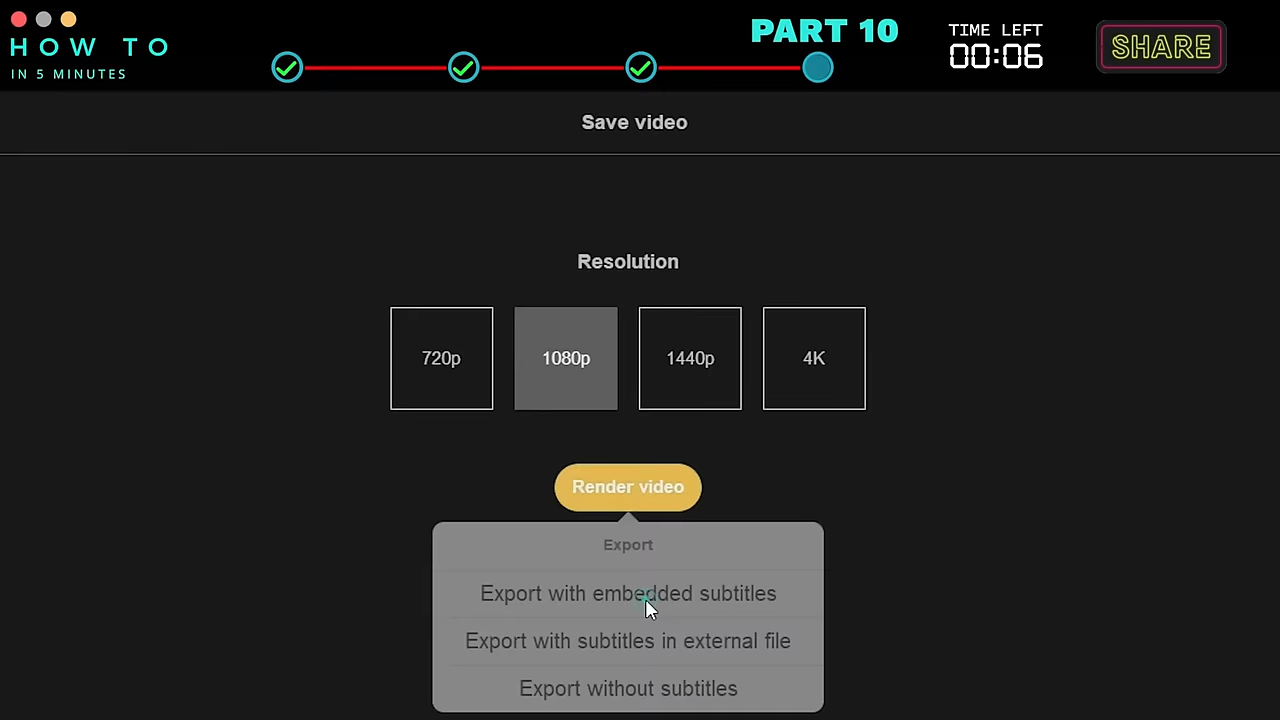 HOW TO
IN 5 MINUTES
PART 10
TIME LEFT
00:06
SHARE
Save video
Resolution
720p
1080p
1440p
4K
Render video
Export
Export with embedded subtitles
Export with subtitles in external file
Export without subtitles